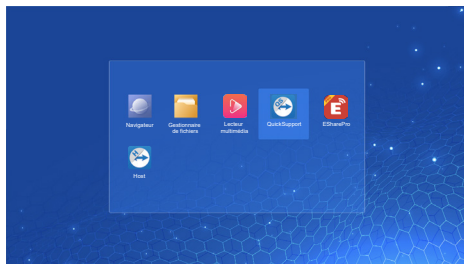 Navigateur
Gestionnaire
de fichiers
Lecteur
multimédia
QuickSupport
ESharePro
Host